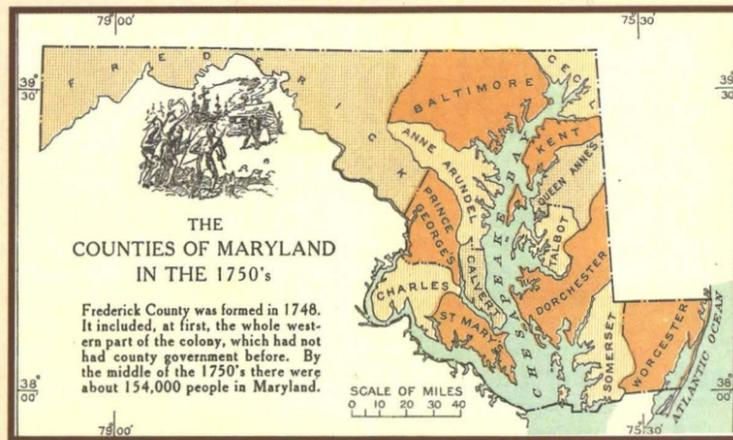 79°00'
75°30'
39°30'
39°30'
FREDERICK
BALTIMORE
CECIL
KENT
ANNE ARUNDEL
QUEEN ANNE'S
PRINCE GEORGE'S
TALBOT
CALVERT
CHESAPEAKE BAY
CHARLES
DORCHESTER
ST MARY'S
SOMERSET
WORCESTER
ATLANTIC OCEAN
THE
COUNTIES OF MARYLAND
IN THE 1750's
Frederick County was formed in 1748.
It included, at first, the whole west-
ern part of the colony, which had not
had county government before. By
the middle of the 1750's there were
about 154,000 people in Maryland.
SCALE OF MILES
0 10 20 30 40
38°00'
38°00'
79°00'
75°30'